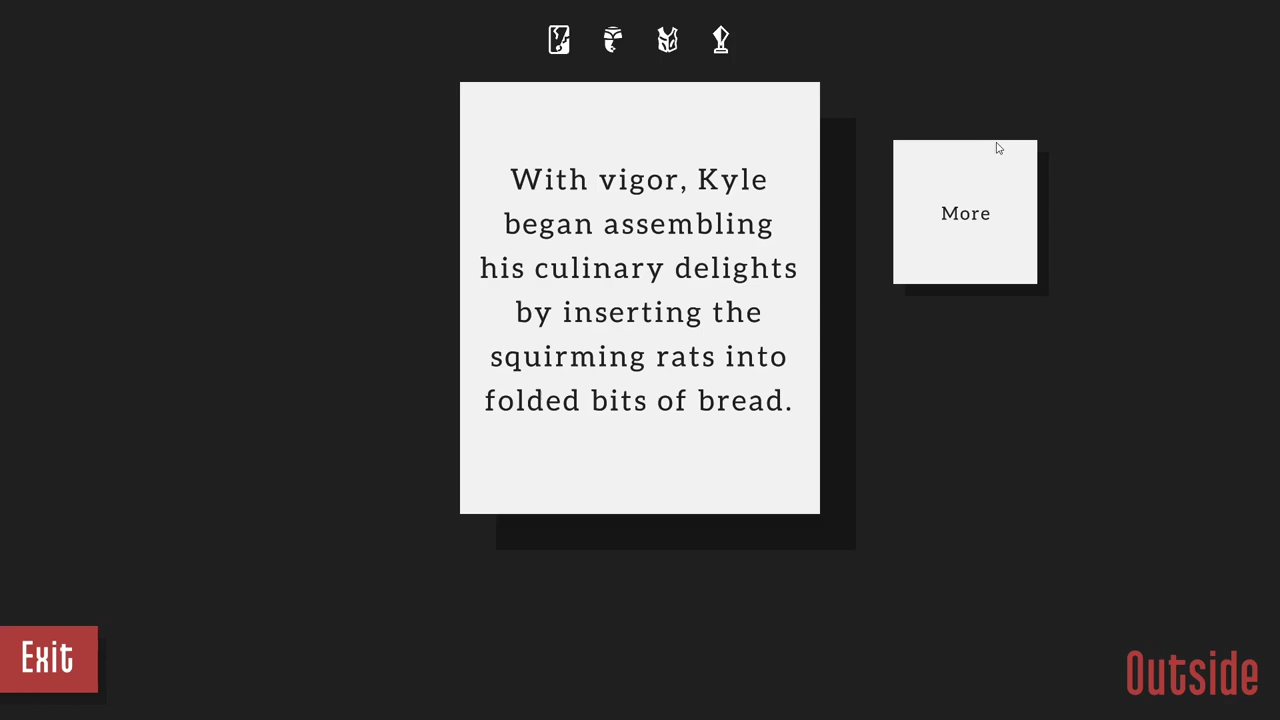 With vigor, Kyle
began assembling
his culinary delights
by inserting the
squirming rats into
folded bits of bread.
More
Exit
Outside